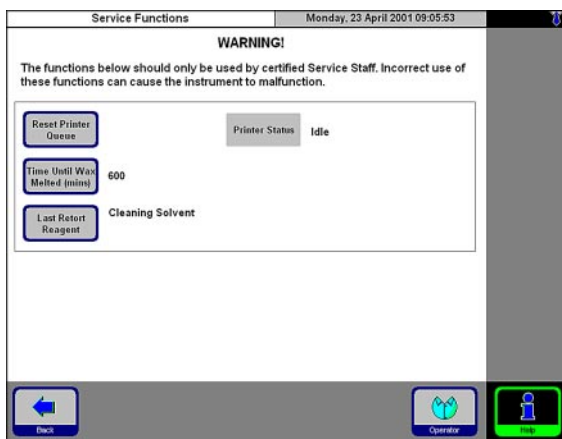 Service Functions
Monday, 23 April 2001 09:05:53
WARNING!
The functions below should only be used by certified Service Staff. Incorrect use of
these functions can cause the instrument to malfunction.
Reset Printer
Queue
Printer Status
Idle
Time Until Wax
Melted (mins)
600
Last Retort
Reagent
Cleaning Solvent
Back
Operator
Help